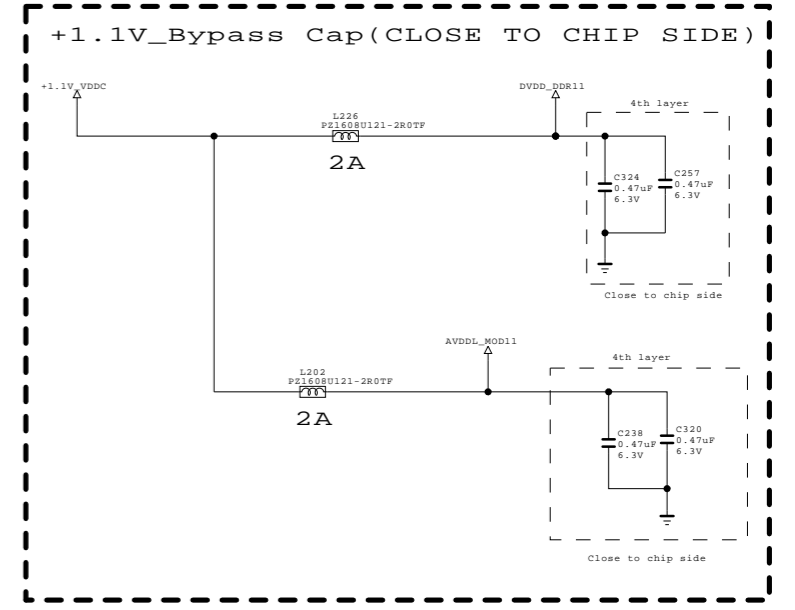 +1.1V_Bypass Cap(CLOSE TO CHIP SIDE)
+1.1V_VDDC
L226
PZ1608U121-2R0TF
2A
DVDD_DDR11
4th layer
C324
0.47uF
6.3V
C257
0.47uF
6.3V
Close to chip side
L202
PZ1608U121-2R0TF
2A
AVDDL_MOD11
4th layer
C238
0.47uF
6.3V
C320
0.47uF
6.3V
Close to chip side